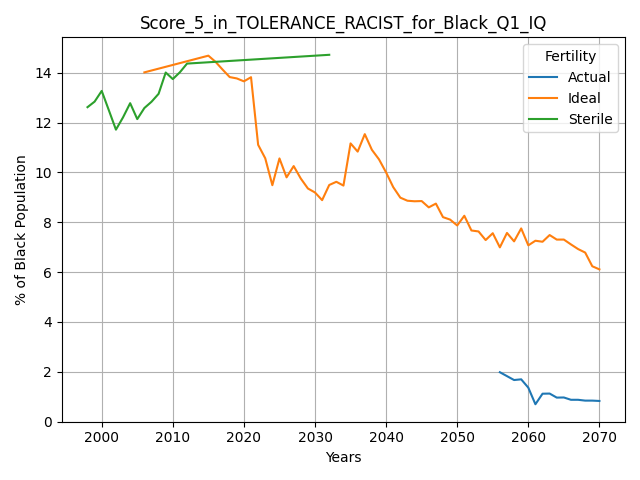 Score_5_in_TOLERANCE_RACIST_for_Black_Q1_IQ
Fertility
Actual
Ideal
Sterile
% of Black Population
14
12
10
8
6
4
2
0
2000 2010 2020 2030 2040 2050 2060 2070
Years